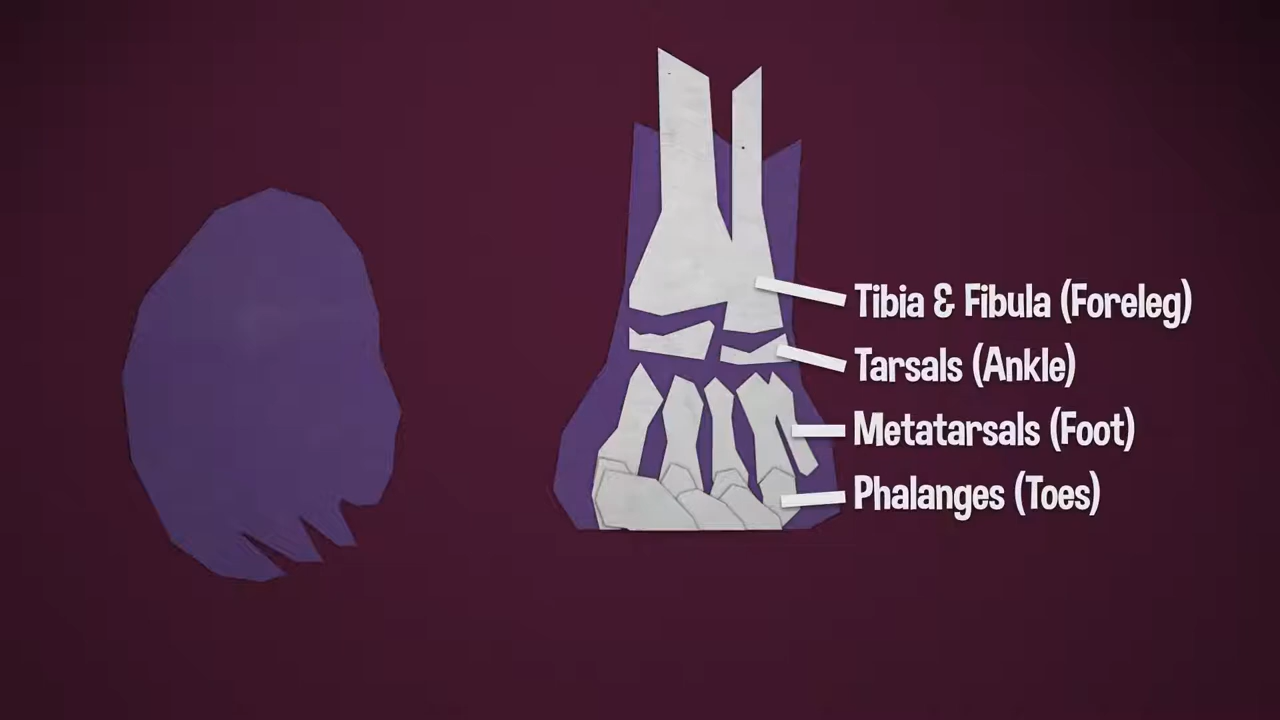 Tibia & Fibula (Foreleg)
Tarsals (Ankle)
Metatarsals (Foot)
Phalanges (Toes)